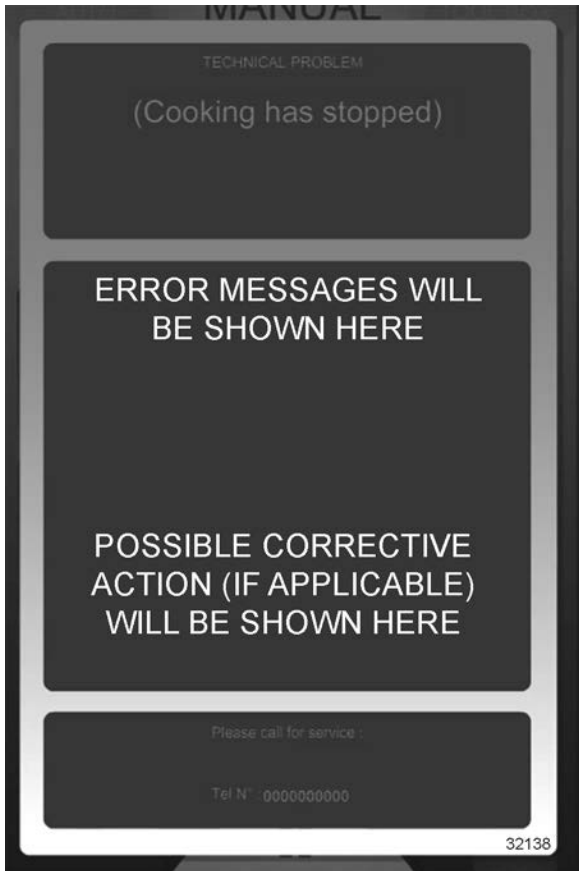 MANUAL
TECHNICAL PROBLEM
(Cooking has stopped)
ERROR MESSAGES WILL
BE SHOWN HERE
POSSIBLE CORRECTIVE
ACTION (IF APPLICABLE)
WILL BE SHOWN HERE
Please call for service :
Tel N° 0000000000
32138